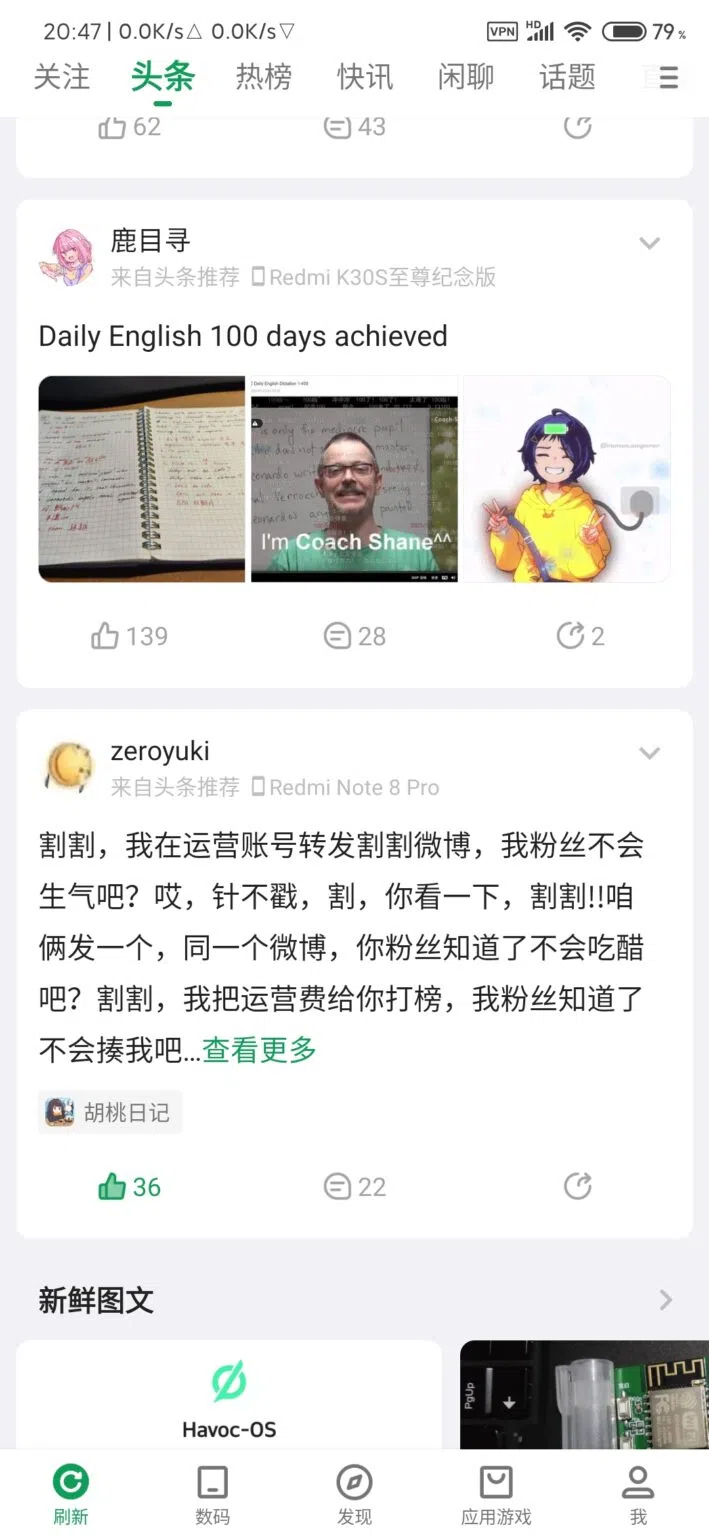 20:47 | 0.0K/s△ 0.0K/s▽
VPN HD 79%
关注 头条 热榜 快讯 闲聊 话题
62 43
鹿目寻
来自头条推荐 Redmi K30S至尊纪念版
Daily English 100 days achieved
I'm Coach Shane^^
139 28 2
zeroyuki
来自头条推荐 Redmi Note 8 Pro
割割，我在运营账号转发割割微博，我粉丝不会
生气吧？哎，针不戳，割，你看一下，割割!!咱
俩发一个，同一个微博，你粉丝知道了不会吃醋
吧？割割，我把运营费给你打榜，我粉丝知道了
不会揍我吧...查看更多
胡桃日记
36 22
新鲜图文
Havoc-OS
PgUp
刷新 数码 发现 应用游戏 我